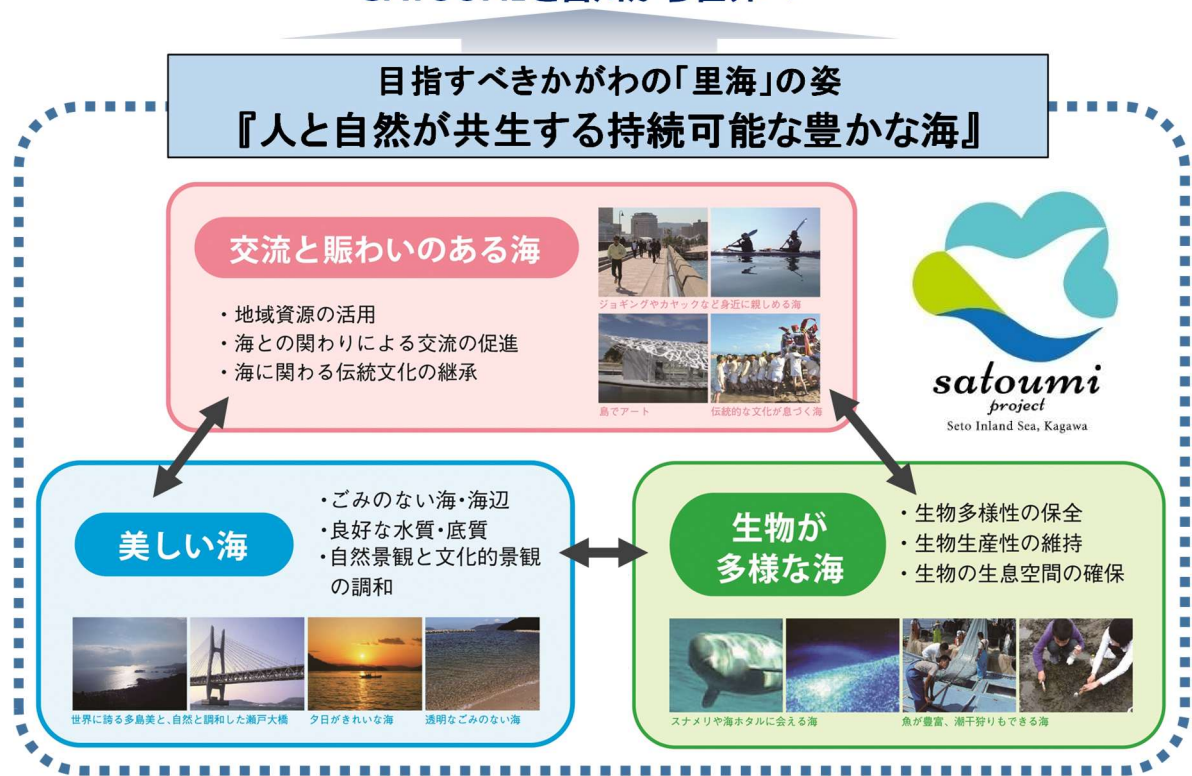 目指すべきかがわの「里海」の姿
『人と自然が共生する持続可能な豊かな海』
交流と賑わいのある海
・地域資源の活用
・海との関わりによる交流の促進
・海に関わる伝統文化の継承
ジョギングやカヤックなど身近に親しめる海
島でアート
伝統的な文化が息づく海
satoumi
project
Seto Inland Sea, Kagawa
美しい海
・ごみのない海・海辺
・良好な水質・底質
・自然景観と文化的景観
の調和
世界に誇る多島美と、自然と調和した瀬戸大橋
夕日がきれいな海
透明なごみのない海
生物が
多様な海
・生物多様性の保全
・生物生産性の維持
・生物の生息空間の確保
スナメリや海ホタルに会える海
魚が豊富、潮干狩りもできる海